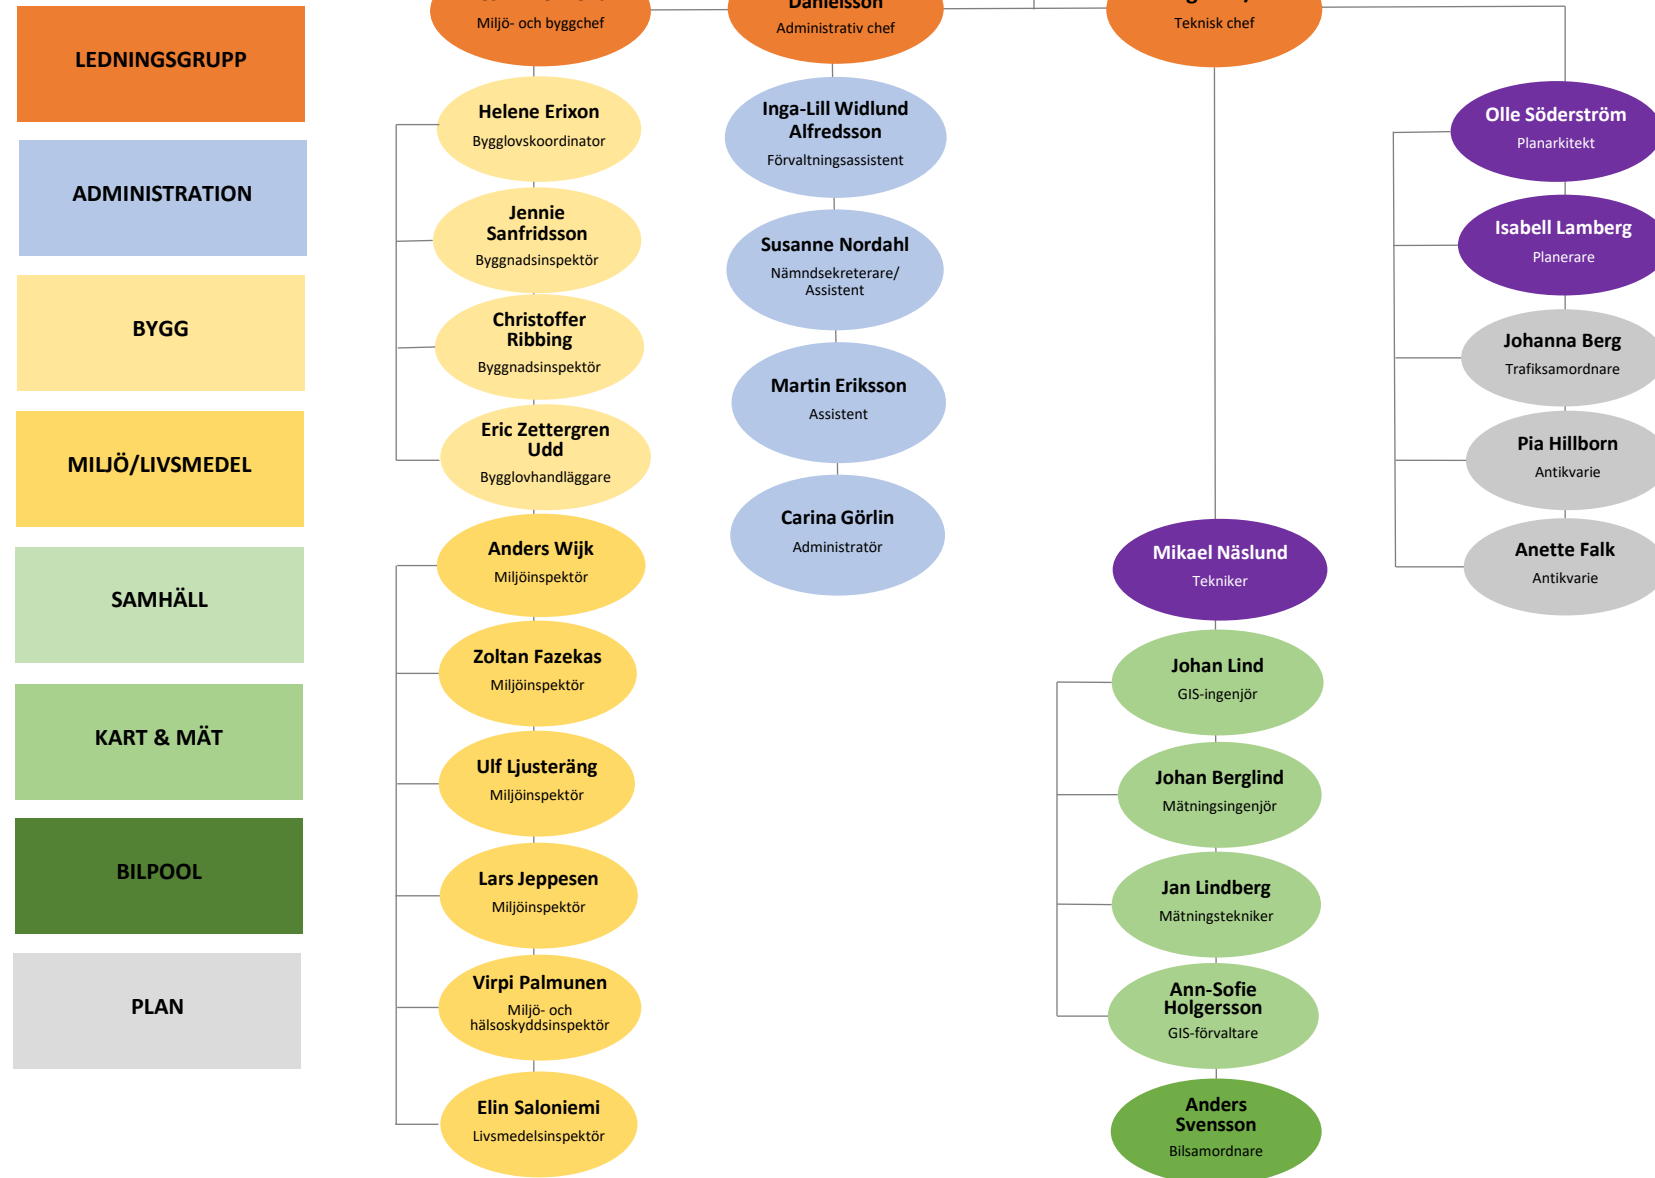 LEDNINGSGRUPP
ADMINISTRATION
BYGG
MILJÖ/LIVSMEDEL
SAMHÄLL
KART & MÄT
BILPOOL
PLAN
Miljö- och byggchef
Helene Erixon
Bygglovskoordinator
Jennie
Sanfridsson
Byggnadsinspektör
Christoffer
Ribbing
Byggnadsinspektör
Eric Zettergren
Udd
Bygglovhandläggare
Anders Wijk
Miljöinspektör
Zoltan Fazekas
Miljöinspektör
Ulf Ljusteräng
Miljöinspektör
Lars Jeppesen
Miljöinspektör
Virpi Palmunen
Miljö- och
hälsoskyddsinspektör
Elin Saloniemi
Livsmedelsinspektör
Danielsson
Administrativ chef
Inga-Lill Widlund
Alfredsson
Förvaltningsassistent
Susanne Nordahl
Nämndsekreterare/
Assistent
Martin Eriksson
Assistent
Carina Görlin
Administratör
Teknisk chef
Mikael Näslund
Tekniker
Johan Lind
GIS-ingenjör
Johan Berglind
Mätningsingenjör
Jan Lindberg
Mätningstekniker
Ann-Sofie
Holgersson
GIS-förvaltare
Anders
Svensson
Bilsamordnare
Olle Söderström
Planarkitekt
Isabell Lamberg
Planerare
Johanna Berg
Trafiksamordnare
Pia Hillborn
Antikvarie
Anette Falk
Antikvarie